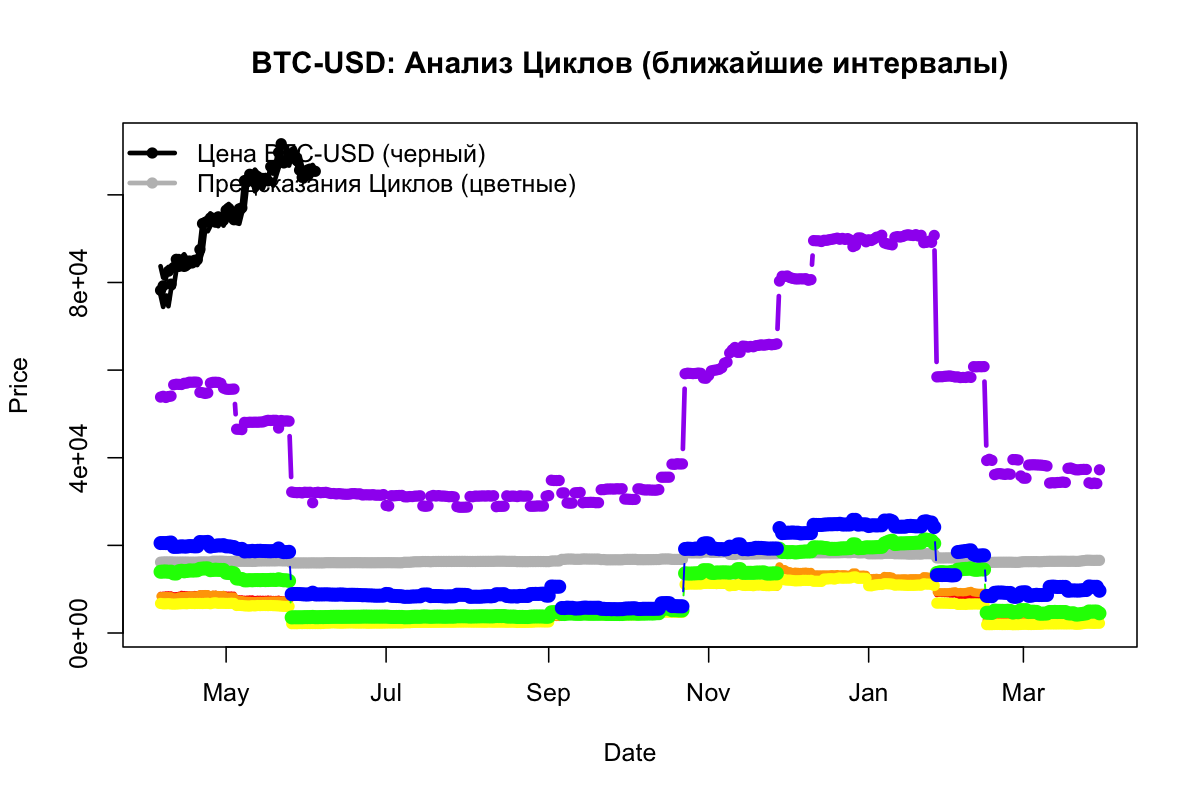 BTC-USD: Анализ Циклов (ближайшие интервалы)
Цена BTC-USD (черный)
Предсказания Циклов (цветные)
Price
8e+04
4e+04
0e+00
May Jul Sep Nov Jan Mar
Date